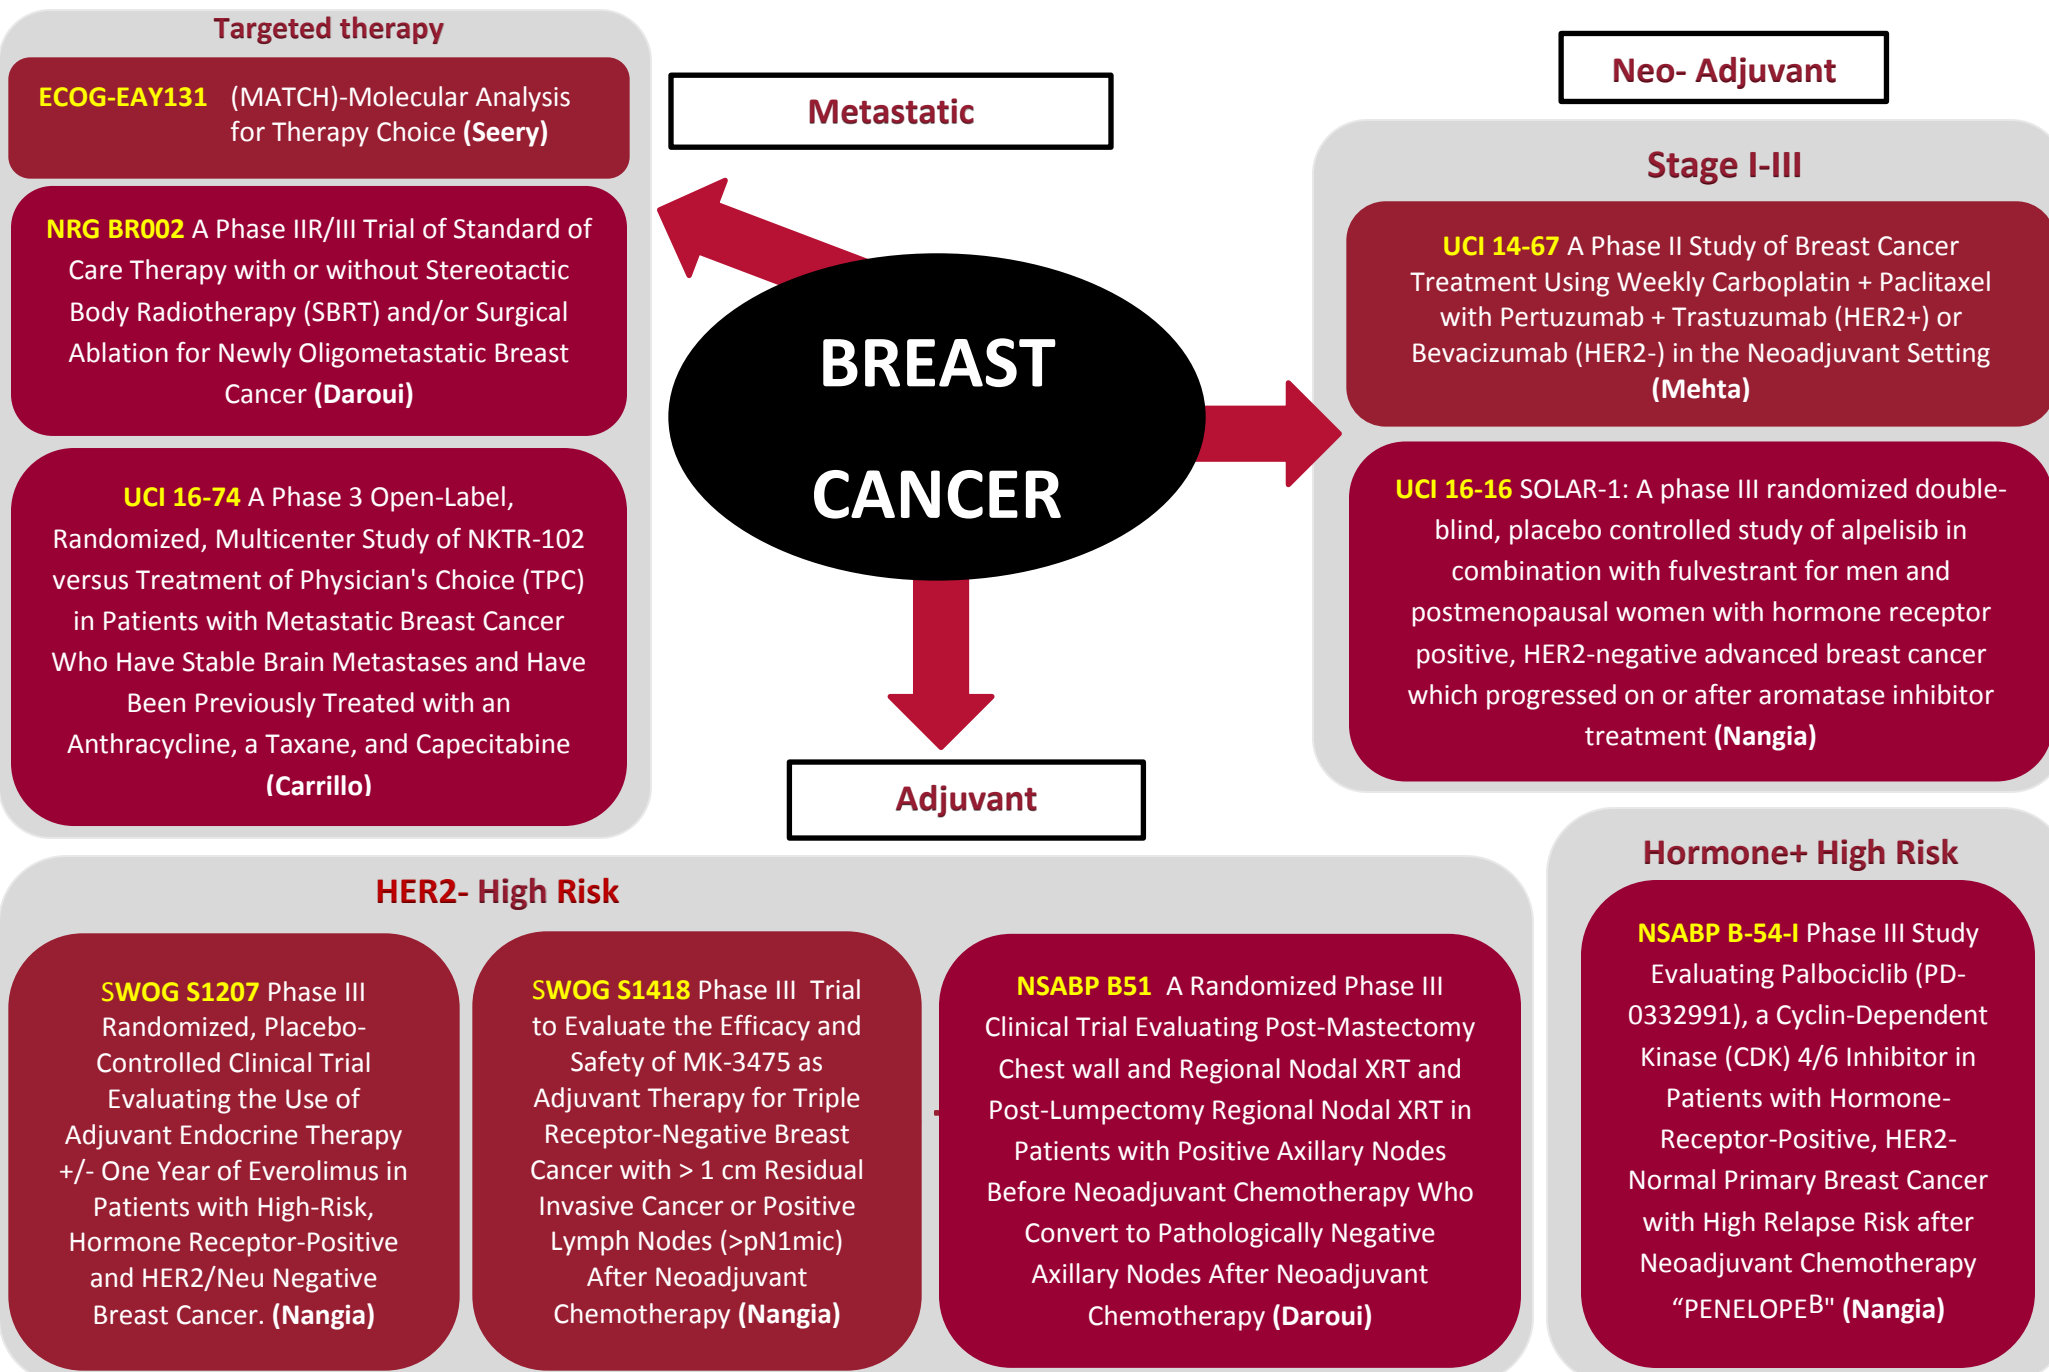 Targeted therapy
ECOG-EAY131 (MATCH)-Molecular Analysis
for Therapy Choice (Seery)
NRG BR002 A Phase IIR/III Trial of Standard of
Care Therapy with or without Stereotactic
Body Radiotherapy (SBRT) and/or Surgical
Ablation for Newly Oligometastatic Breast
Cancer (Daroui)
UCI 16-74 A Phase 3 Open-Label,
Randomized, Multicenter Study of NKTR-102
versus Treatment of Physician's Choice (TPC)
in Patients with Metastatic Breast Cancer
Who Have Stable Brain Metastases and Have
Been Previously Treated with an
Anthracycline, a Taxane, and Capecitabine
(Carrillo)
Metastatic
BREAST
CANCER
Adjuvant
Neo- Adjuvant
Stage I-III
UCI 14-67 A Phase II Study of Breast Cancer
Treatment Using Weekly Carboplatin + Paclitaxel
with Pertuzumab + Trastuzumab (HER2+) or
Bevacizumab (HER2-) in the Neoadjuvant Setting
(Mehta)
UCI 16-16 SOLAR-1: A phase III randomized double-
blind, placebo controlled study of alpelisib in
combination with fulvestrant for men and
postmenopausal women with hormone receptor
positive, HER2-negative advanced breast cancer
which progressed on or after aromatase inhibitor
treatment (Nangia)
HER2- High Risk
SWOG S1207 Phase III
Randomized, Placebo-
Controlled Clinical Trial
Evaluating the Use of
Adjuvant Endocrine Therapy
+/- One Year of Everolimus in
Patients with High-Risk,
Hormone Receptor-Positive
and HER2/Neu Negative
Breast Cancer. (Nangia)
SWOG S1418 Phase III Trial
to Evaluate the Efficacy and
Safety of MK-3475 as
Adjuvant Therapy for Triple
Receptor-Negative Breast
Cancer with > 1 cm Residual
Invasive Cancer or Positive
Lymph Nodes (>pN1mic)
After Neoadjuvant
Chemotherapy (Nangia)
NSABP B51 A Randomized Phase III
Clinical Trial Evaluating Post-Mastectomy
Chest wall and Regional Nodal XRT and
Post-Lumpectomy Regional Nodal XRT in
Patients with Positive Axillary Nodes
Before Neoadjuvant Chemotherapy Who
Convert to Pathologically Negative
Axillary Nodes After Neoadjuvant
Chemotherapy (Daroui)
Hormone+ High Risk
NSABP B-54-I Phase III Study
Evaluating Palbociclib (PD-
0332991), a Cyclin-Dependent
Kinase (CDK) 4/6 Inhibitor in
Patients with Hormone-
Receptor-Positive, HER2-
Normal Primary Breast Cancer
with High Relapse Risk after
Neoadjuvant Chemotherapy
“PENELOPEᴮ" (Nangia)